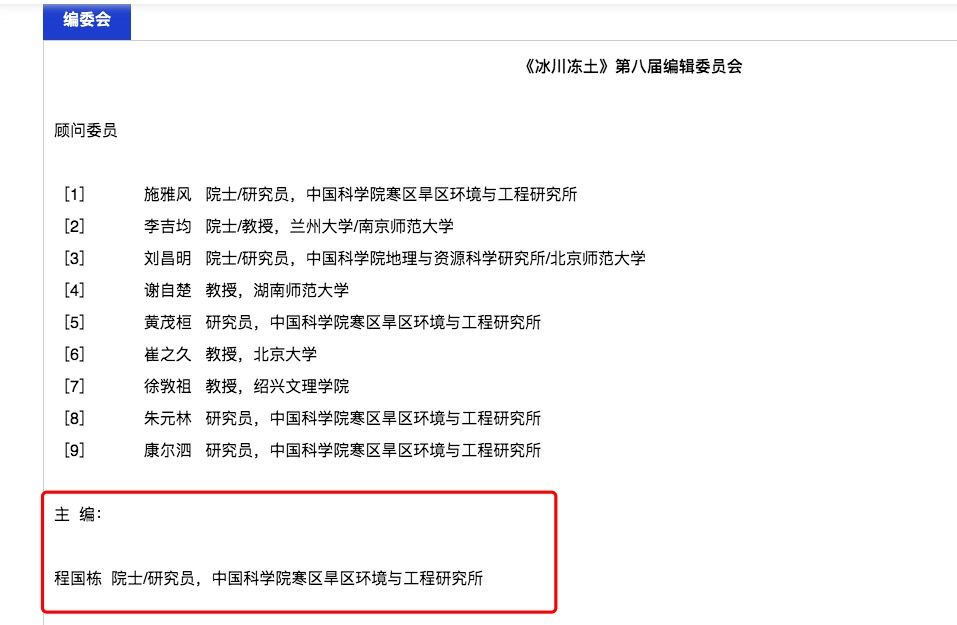 编委会
《冰川冻土》第八届编辑委员会
顾问委员
[1] 施雅风 院士/研究员，中国科学院寒区旱区环境与工程研究所
[2] 李吉均 院士/教授，兰州大学/南京师范大学
[3] 刘昌明 院士/研究员，中国科学院地理与资源科学研究所/北京师范大学
[4] 谢自楚 教授，湖南师范大学
[5] 黄茂桓 研究员，中国科学院寒区旱区环境与工程研究所
[6] 崔之久 教授，北京大学
[7] 徐敩祖 教授，绍兴文理学院
[8] 朱元林 研究员，中国科学院寒区旱区环境与工程研究所
[9] 康尔泗 研究员，中国科学院寒区旱区环境与工程研究所
主 编：
程国栋 院士/研究员，中国科学院寒区旱区环境与工程研究所